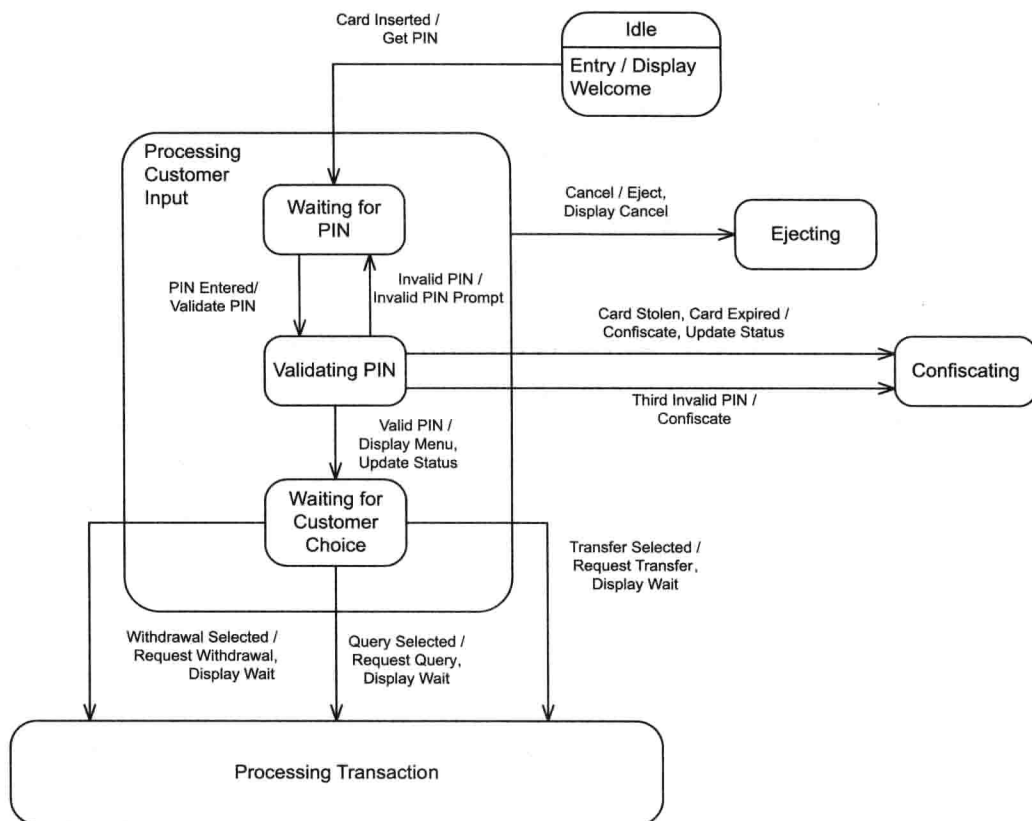 Card Inserted /
Get PIN
Idle
Entry / Display
Welcome
Processing
Customer
Input
Waiting for
PIN
Cancel / Eject,
Display Cancel
Ejecting
PIN Entered/
Validate PIN
Invalid PIN /
Invalid PIN Prompt
Card Stolen, Card Expired /
Confiscate, Update Status
Validating PIN
Confiscating
Third Invalid PIN /
Confiscate
Valid PIN /
Display Menu,
Update Status
Waiting for
Customer
Choice
Transfer Selected /
Request Transfer,
Display Wait
Withdrawal Selected /
Request Withdrawal,
Display Wait
Query Selected /
Request Query,
Display Wait
Processing Transaction